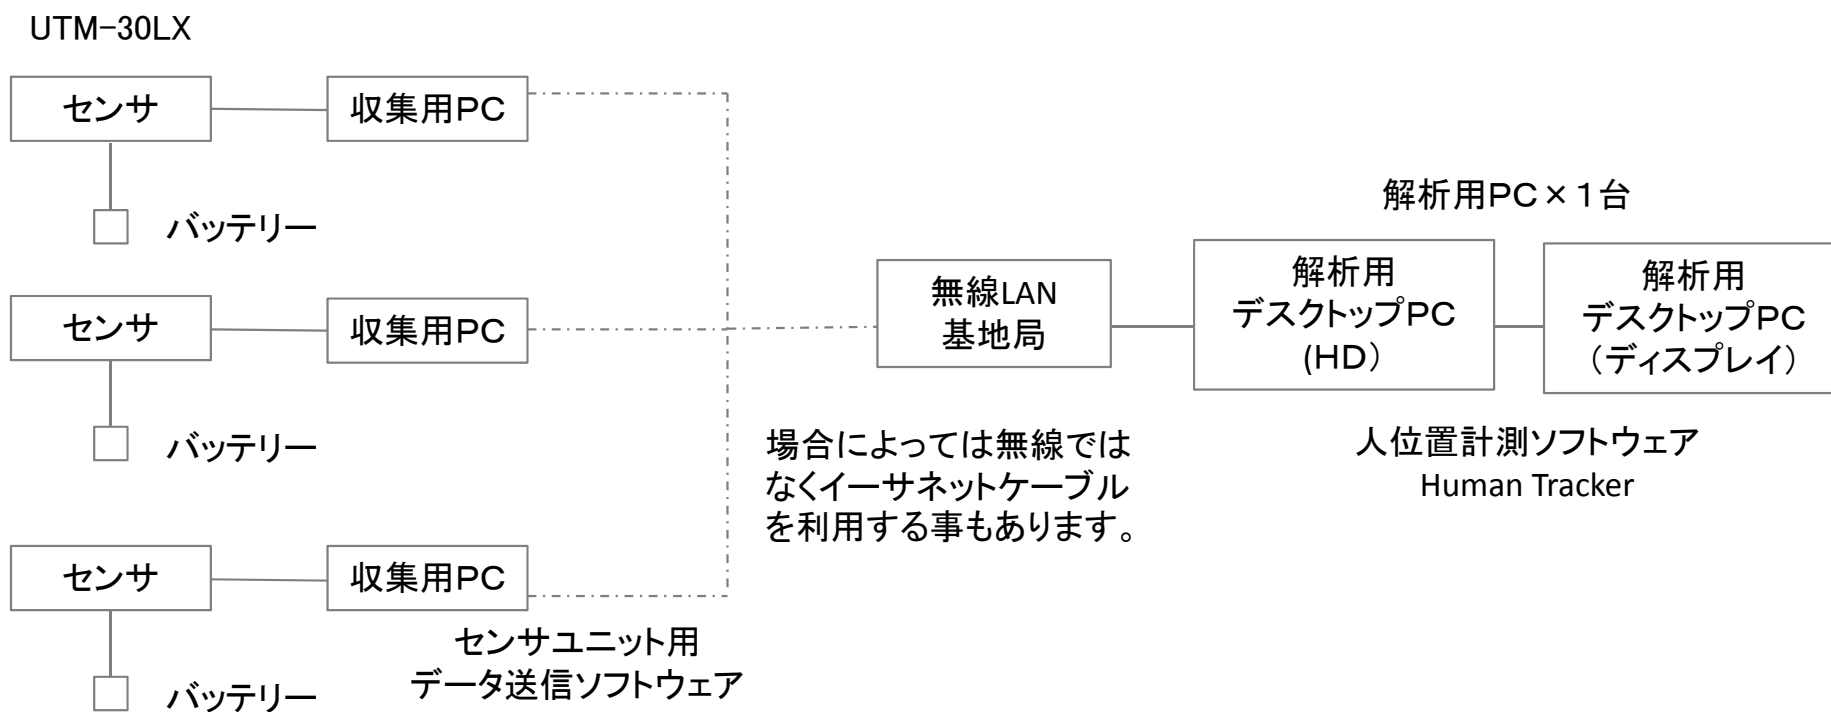 UTM-30LX
センサ
収集用PC
バッテリー
センサ
収集用PC
バッテリー
センサ
収集用PC
バッテリー
センサユニット用
データ送信ソフトウェア
無線LAN
基地局
場合によっては無線では
なくイーサネットケーブル
を利用する事もあります。
解析用PC×1台
解析用
デスクトップPC
(HD)
解析用
デスクトップPC
(ディスプレイ)
人位置計測ソフトウェア
Human Tracker